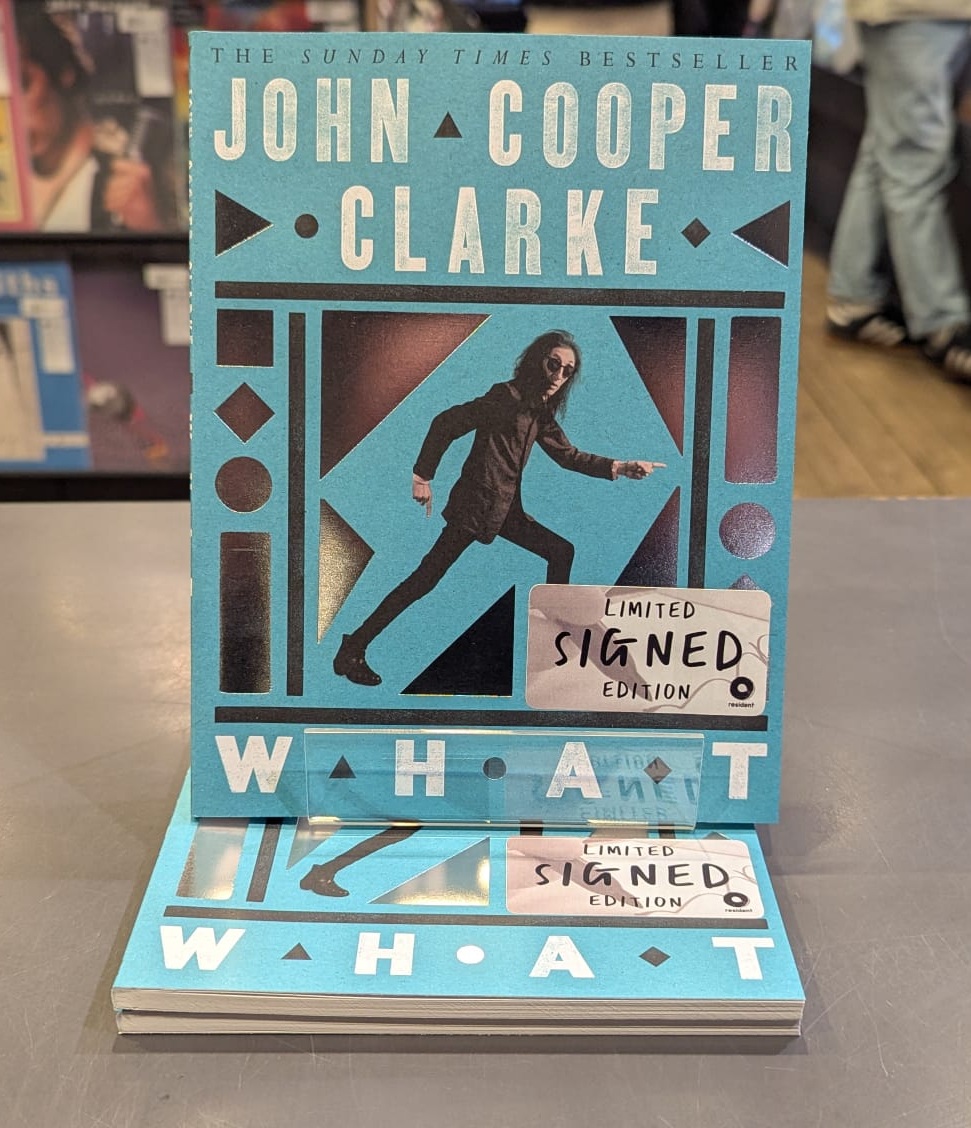 THE SUNDAY TIMES BESTSELLER
JOHN COOPER
CLARKE
LIMITED
SIGNED
EDITION
resident
WHAT
LIMITED
SIGNED
EDITION
resident
WHAT